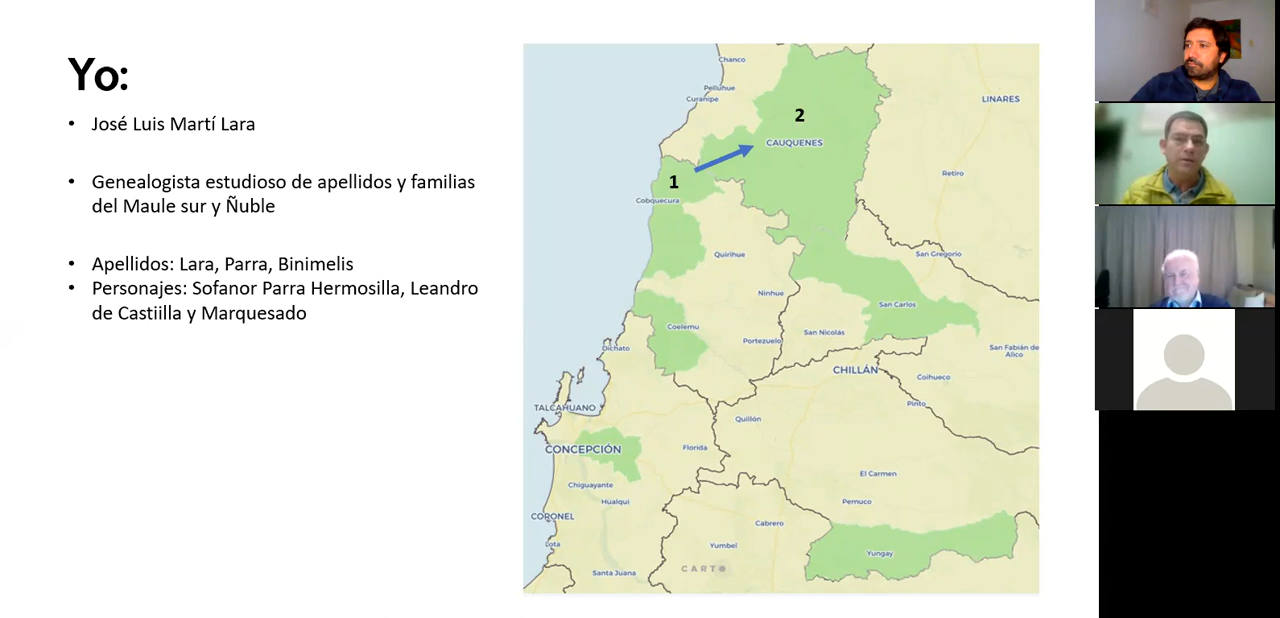 Yo:
• José Luis Martí Lara
• Genealogista estudioso de apellidos y familias
del Maule sur y Ñuble
• Apellidos: Lara, Parra, Binimelis
• Personajes: Sofanor Parra Hermosilla, Leandro
de Castiilla y Marquesado
Chanco
Pelluhue
Curanipe
LINARES
2
CAUQUENES
Retiro
1
Cobquecura
Quirihue
San Gregorio
Ninhue
San Carlos
Coelemu
San Nicolás
Portezuelo
Dichato
San Fabián de
Alico
CHILLÁN
Coihueco
Pinto
TALCAHUANO
Quillón
CONCEPCIÓN
Florida
El Carmen
Chiguayante
Hualqui
Pemuco
CORONEL
Cabrero
Lota
Yumbel
Yungay
Santa Juana
CARTO